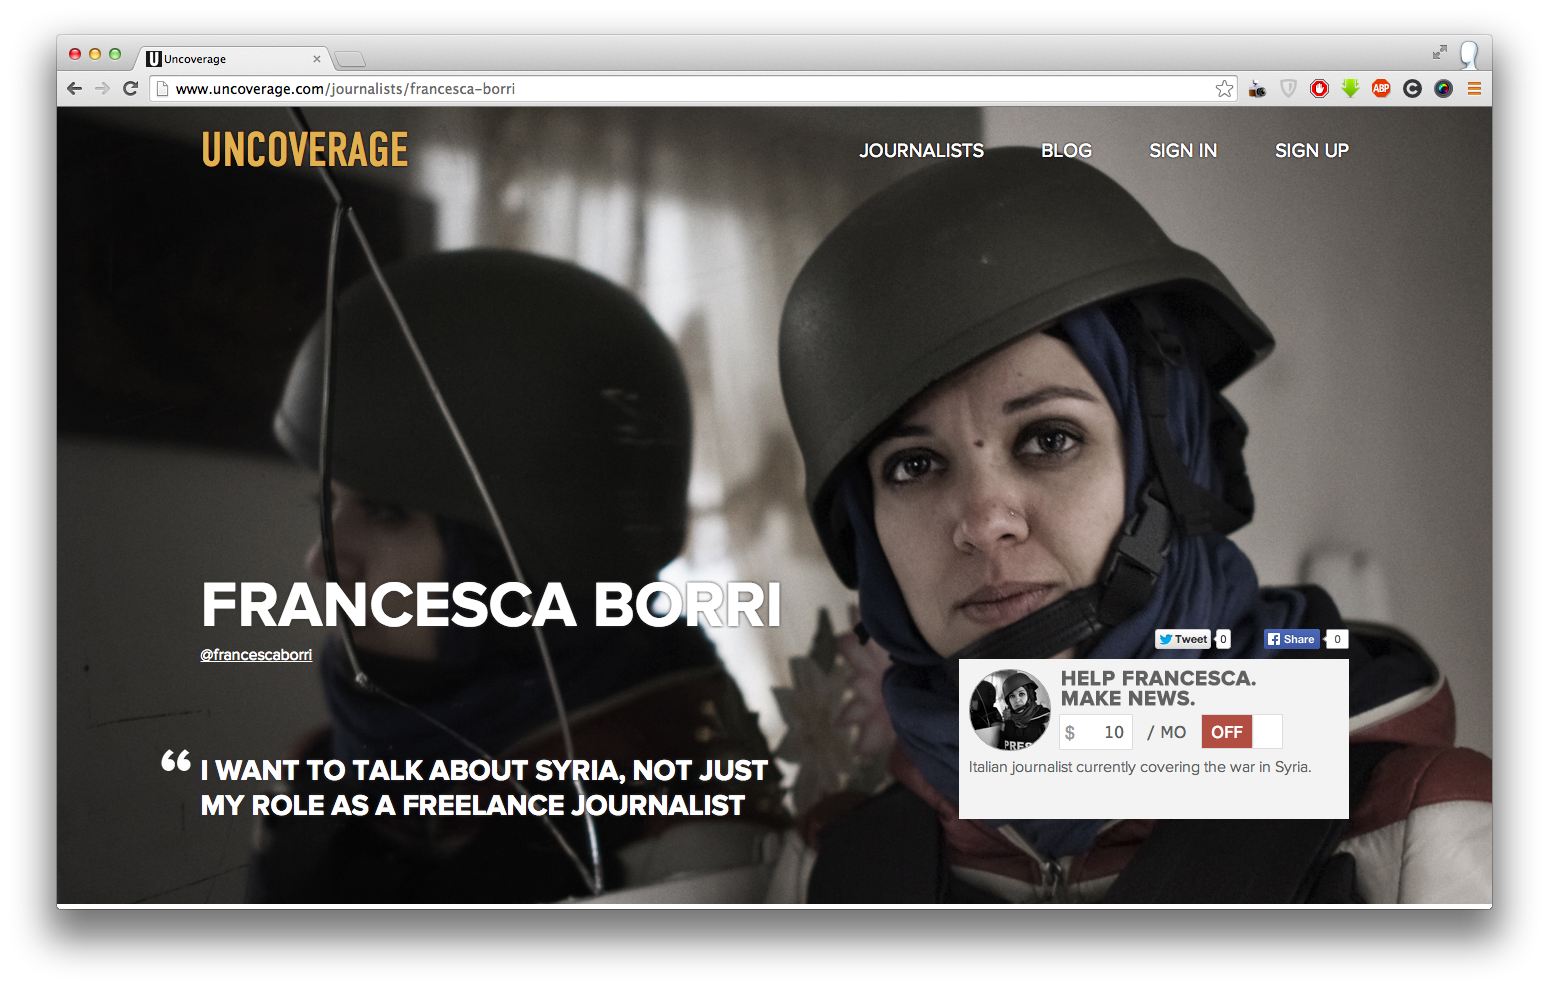 Uncoverage
www.uncoverage.com/journalists/francesca-borri
ABP
UNCOVERAGE
JOURNALISTS BLOG SIGN IN SIGN UP
FRANCESCA BORRI
@francescaborri
“ I WANT TO TALK ABOUT SYRIA, NOT JUST
MY ROLE AS A FREELANCE JOURNALIST
Tweet 0 Share 0
HELP FRANCESCA.
MAKE NEWS.
$ 10 / MO OFF
PRES
Italian journalist currently covering the war in Syria.